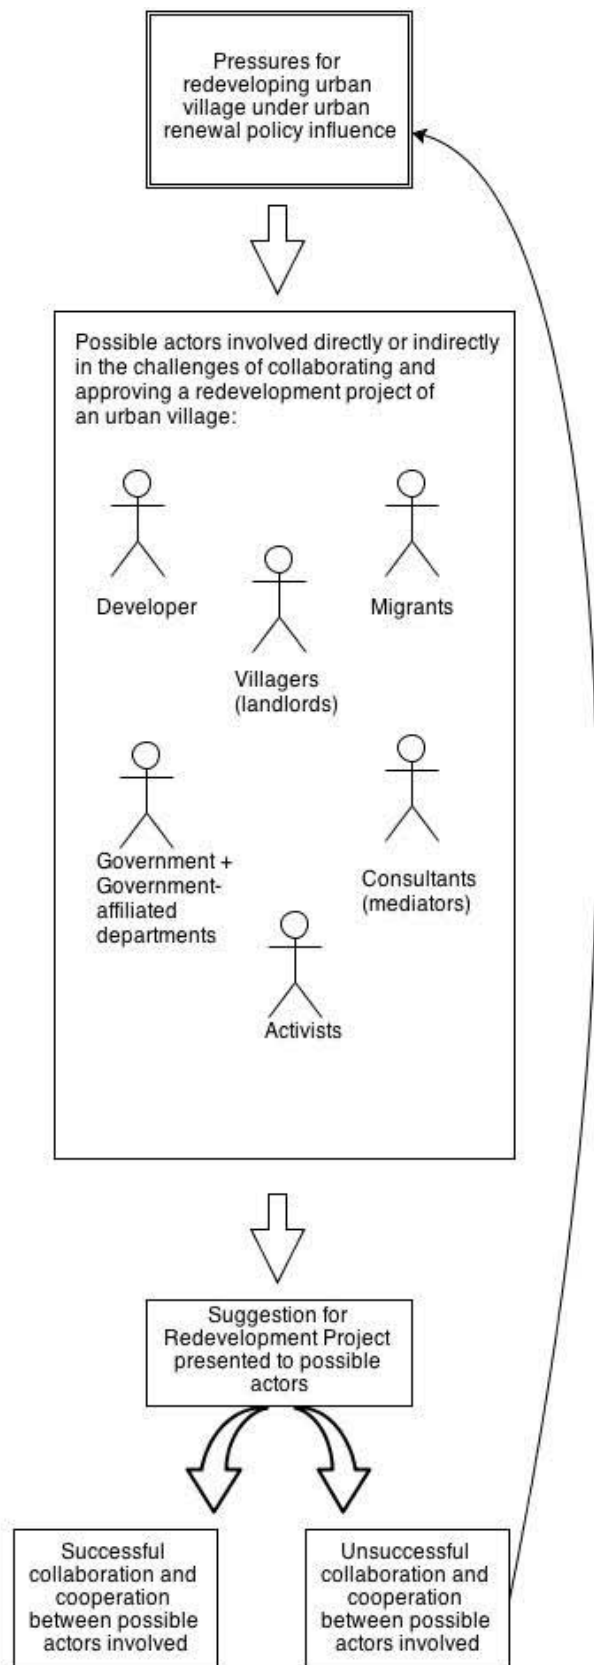 Pressures for
redeveloping urban
village under urban
renewal policy influence
Possible actors involved directly or indirectly
in the challenges of collaborating and
approving a redevelopment project of
an urban village:
Developer
Migrants
Villagers
(landlords)
Government +
Government-
affiliated
departments
Consultants
(mediators)
Activists
Suggestion for
Redevelopment Project
presented to possible
actors
Successful
collaboration and
cooperation
between possible
actors involved
Unsuccessful
collaboration and
cooperation
between possible
actors involved